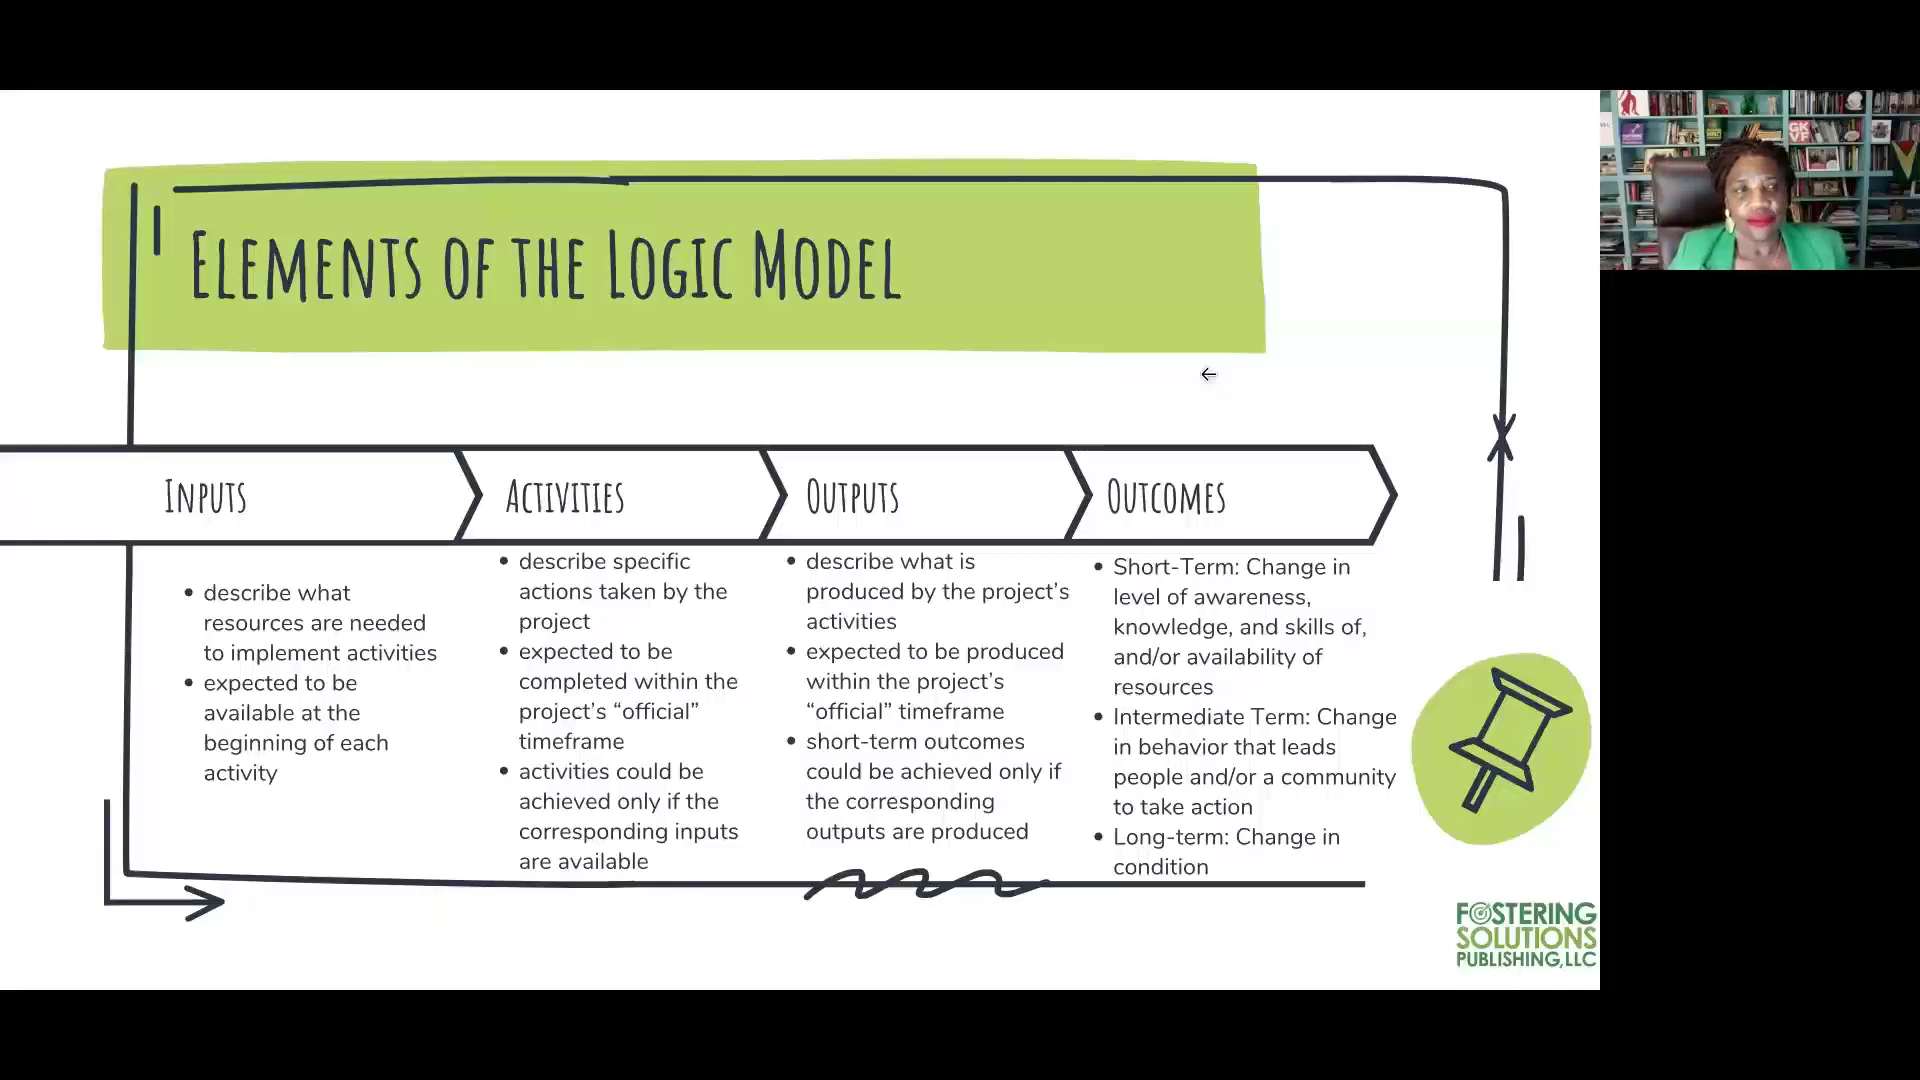 Elements of the Logic Model
Inputs
Activities
Outputs
Outcomes
• describe what
resources are needed
to implement activities
• expected to be
available at the
beginning of each
activity
• describe specific
actions taken by the
project
• expected to be
completed within the
project’s “official”
timeframe
• activities could be
achieved only if the
corresponding inputs
are available
• describe what is
produced by the project’s
activities
• expected to be produced
within the project’s
“official” timeframe
• short-term outcomes
could be achieved only if
the corresponding
outputs are produced
• Short-Term: Change in
level of awareness,
knowledge, and skills of,
and/or availability of
resources
• Intermediate Term: Change
in behavior that leads
people and/or a community
to take action
• Long-term: Change in
condition
FOSTERING
SOLUTIONS
PUBLISHING,LLC
GK
VF